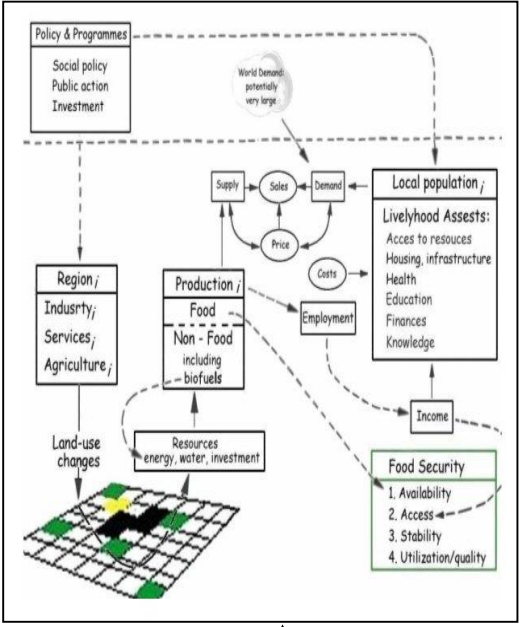 Policy & Programmes
Social policy
Public action
Investment
World Demand:
potentially
very large
Supply
Sales
Demand
Price
Costs
Local population j
Livelyhood Assests:
Acces to resouces
Housing, infrastructure
Health
Education
Finances
Knowledge
Region j
Indusrty j
Services j
Agriculture j
Production j
Food
Non - Food
including
biofuels
Employment
Income
Land-use
changes
Resources
energy, water, investment
Food Security
1. Availability
2. Access
3. Stability
4. Utilization/quality